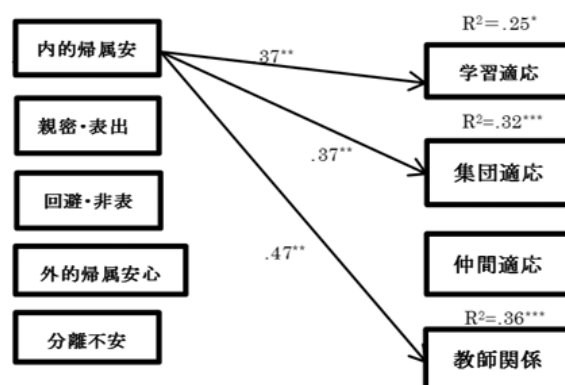 R²=.25*
内的帰属安
.37**
学習適応
R²=.32***
親密・表出
.37**
集団適応
回避・非表
外的帰属安心
.47**
仲間適応
R²=.36***
分離不安
教師関係